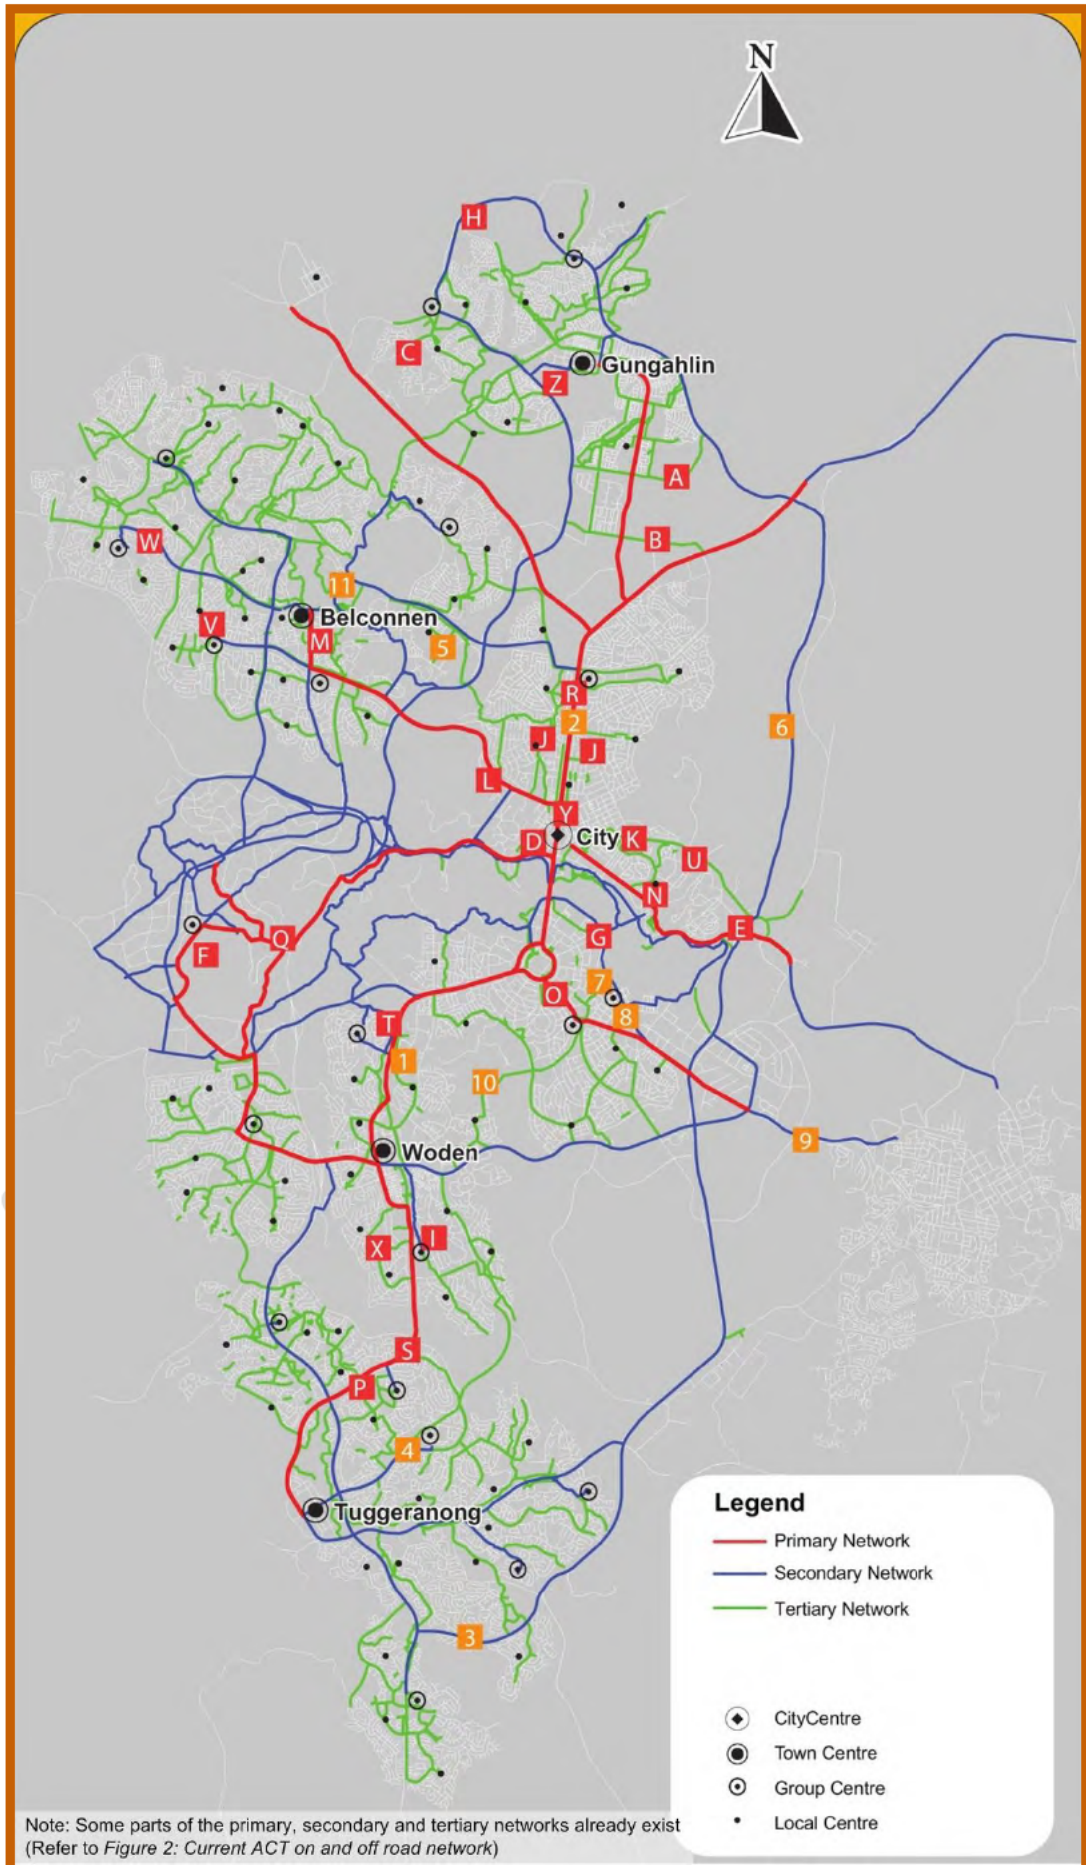 N
H
C
Gungahlin
Z
A
W
B
11
Belconnen
V
M
5
R
2
6
J
J
L
Y
D
City
K
U
N
E
G
Q
F
7
O
8
T
1
10
9
Woden
I
X
S
P
4
Tuggeranong
3
Legend
Primary Network
Secondary Network
Tertiary Network
CityCentre
Town Centre
Group Centre
Local Centre
Note: Some parts of the primary, secondary and tertiary networks already exist
(Refer to Figure 2: Current ACT on and off road network)